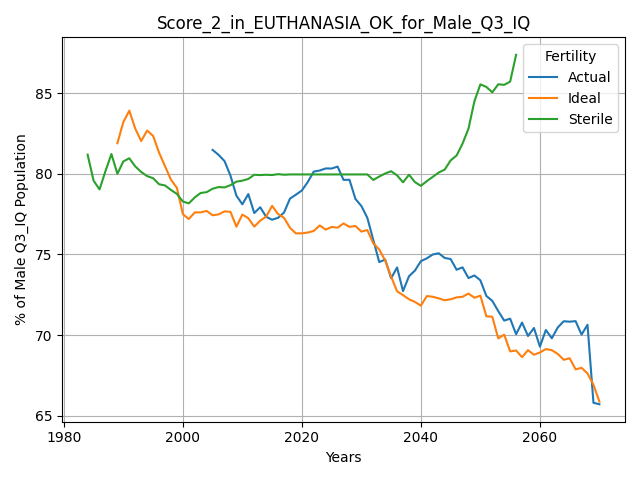 Score_2_in_EUTHANASIA_OK_for_Male_Q3_IQ
% of Male Q3_IQ Population
85
80
75
70
65
Fertility
Actual
Ideal
Sterile
1980
2000
2020
2040
2060
Years